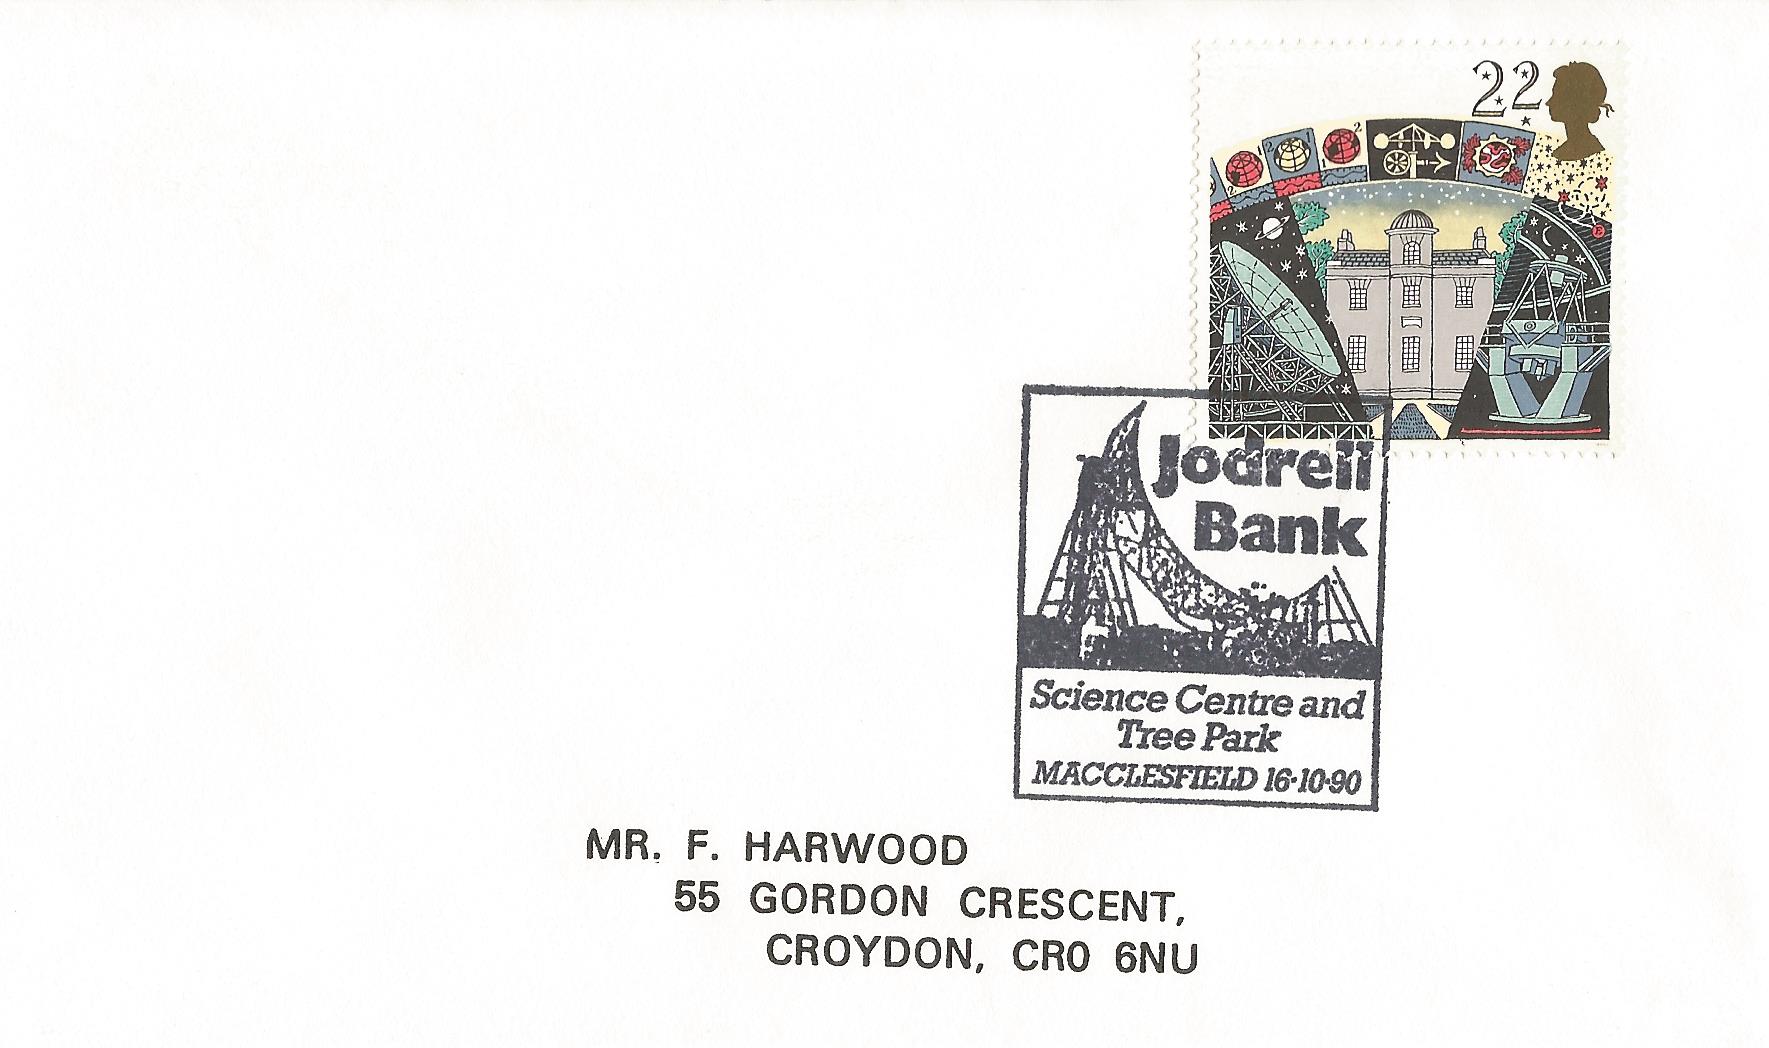 22
Jodrell
Bank
Science Centre and
Tree Park
MACCLESFIELD 16·10·90
MR. F. HARWOOD
55 GORDON CRESCENT,
CROYDON, CR0 6NU